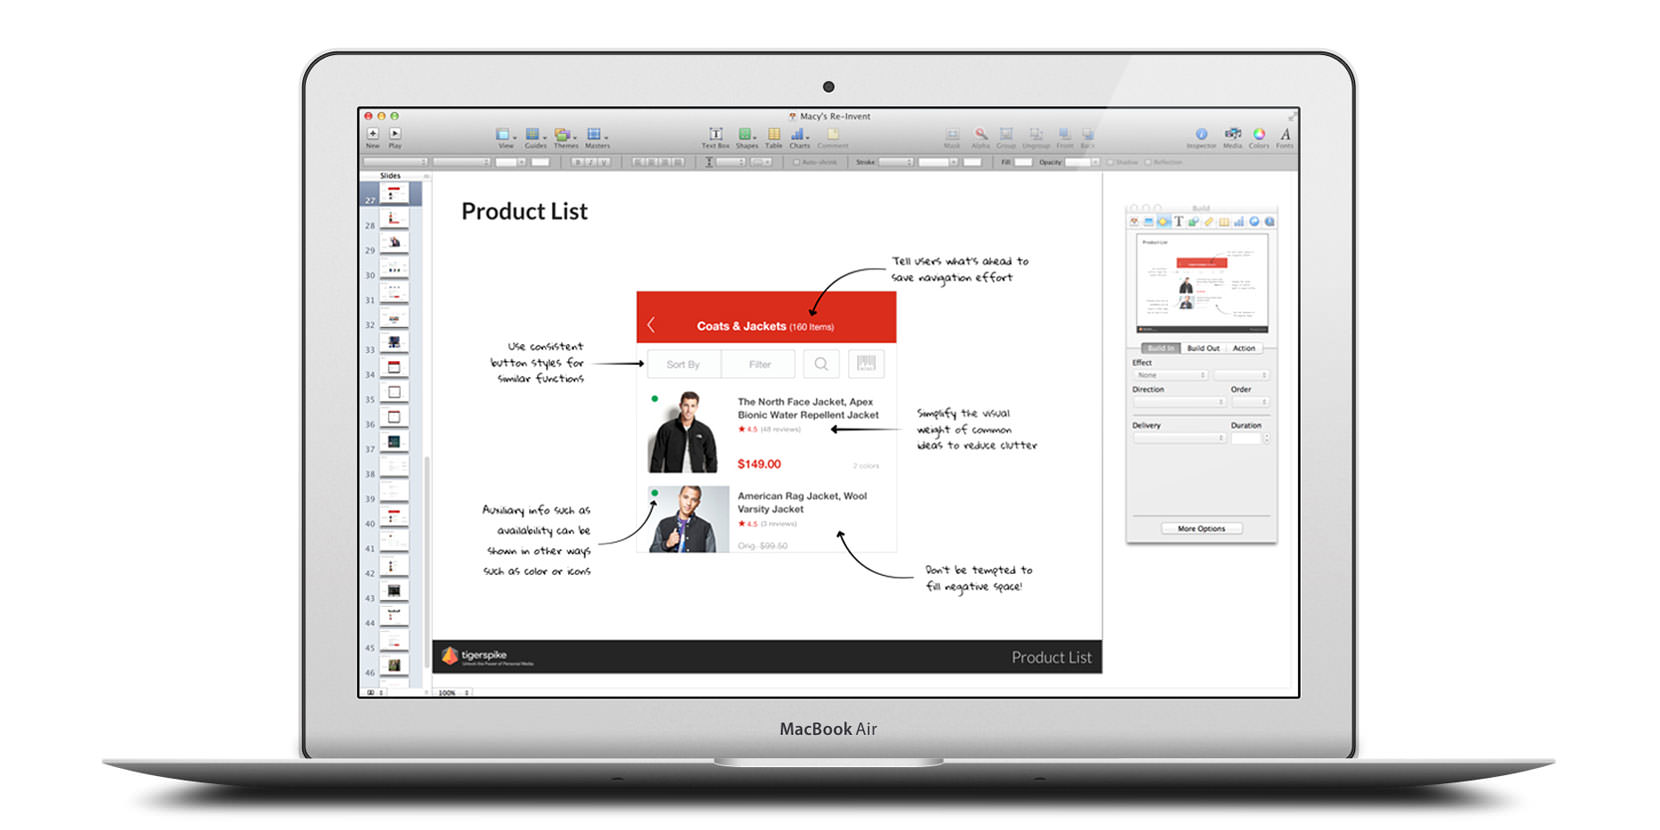 Macy's Re-Invent
New Play View Guides Themes Masters Text Box Shapes Table Charts Comment Mask Alpha Group Ungroup Front Back Inspector Media Colors Fonts
B I U Auto-shrink Stroke: Fill: Opacity: Shadow Reflection
Slides
27
28
29
30
31
32
33
34
35
36
37
38
39
40
41
42
43
44
45
46
100%
Product List
Tell users what's ahead to
save navigation effort
Coats & Jackets (160 Items)
Use consistent
button styles for
similar functions
Sort By Filter
The North Face Jacket, Apex
Bionic Water Repellent Jacket
★ 4.5 (48 reviews)
$149.00 2 colors
Simplify the visual
weight of common
ideas to reduce clutter
American Rag Jacket, Wool
Varsity Jacket
★ 4.5 (3 reviews)
Orig. $99.50
Auxiliary info such as
availability can be
shown in other ways
such as color or icons
Don't be tempted to
fill negative space!
tigerspike
Unlock the Power of Personal Media
Product List
Build
Product List
Build In Build Out Action
Effect
None
Direction Order
Delivery Duration
More Options
MacBook Air